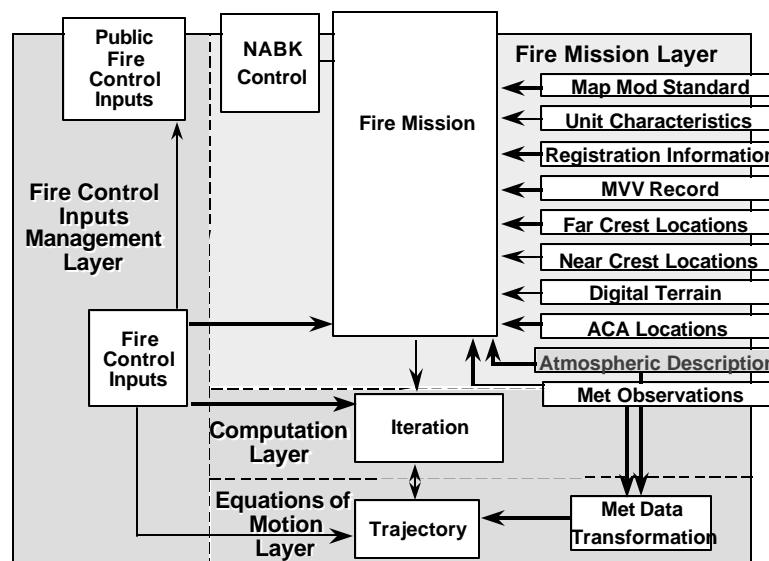 Public
Fire
Control
Inputs
NABK
Control
Fire Mission
Fire Mission Layer
Map Mod Standard
Unit Characteristics
Registration Information
MVV Record
Far Crest Locations
Near Crest Locations
Digital Terrain
ACA Locations
Atmospheric Description
Met Observations
Fire Control
Inputs
Management
Layer
Fire
Control
Inputs
Computation
Layer
Iteration
Equations of
Motion
Layer
Trajectory
Met Data
Transformation